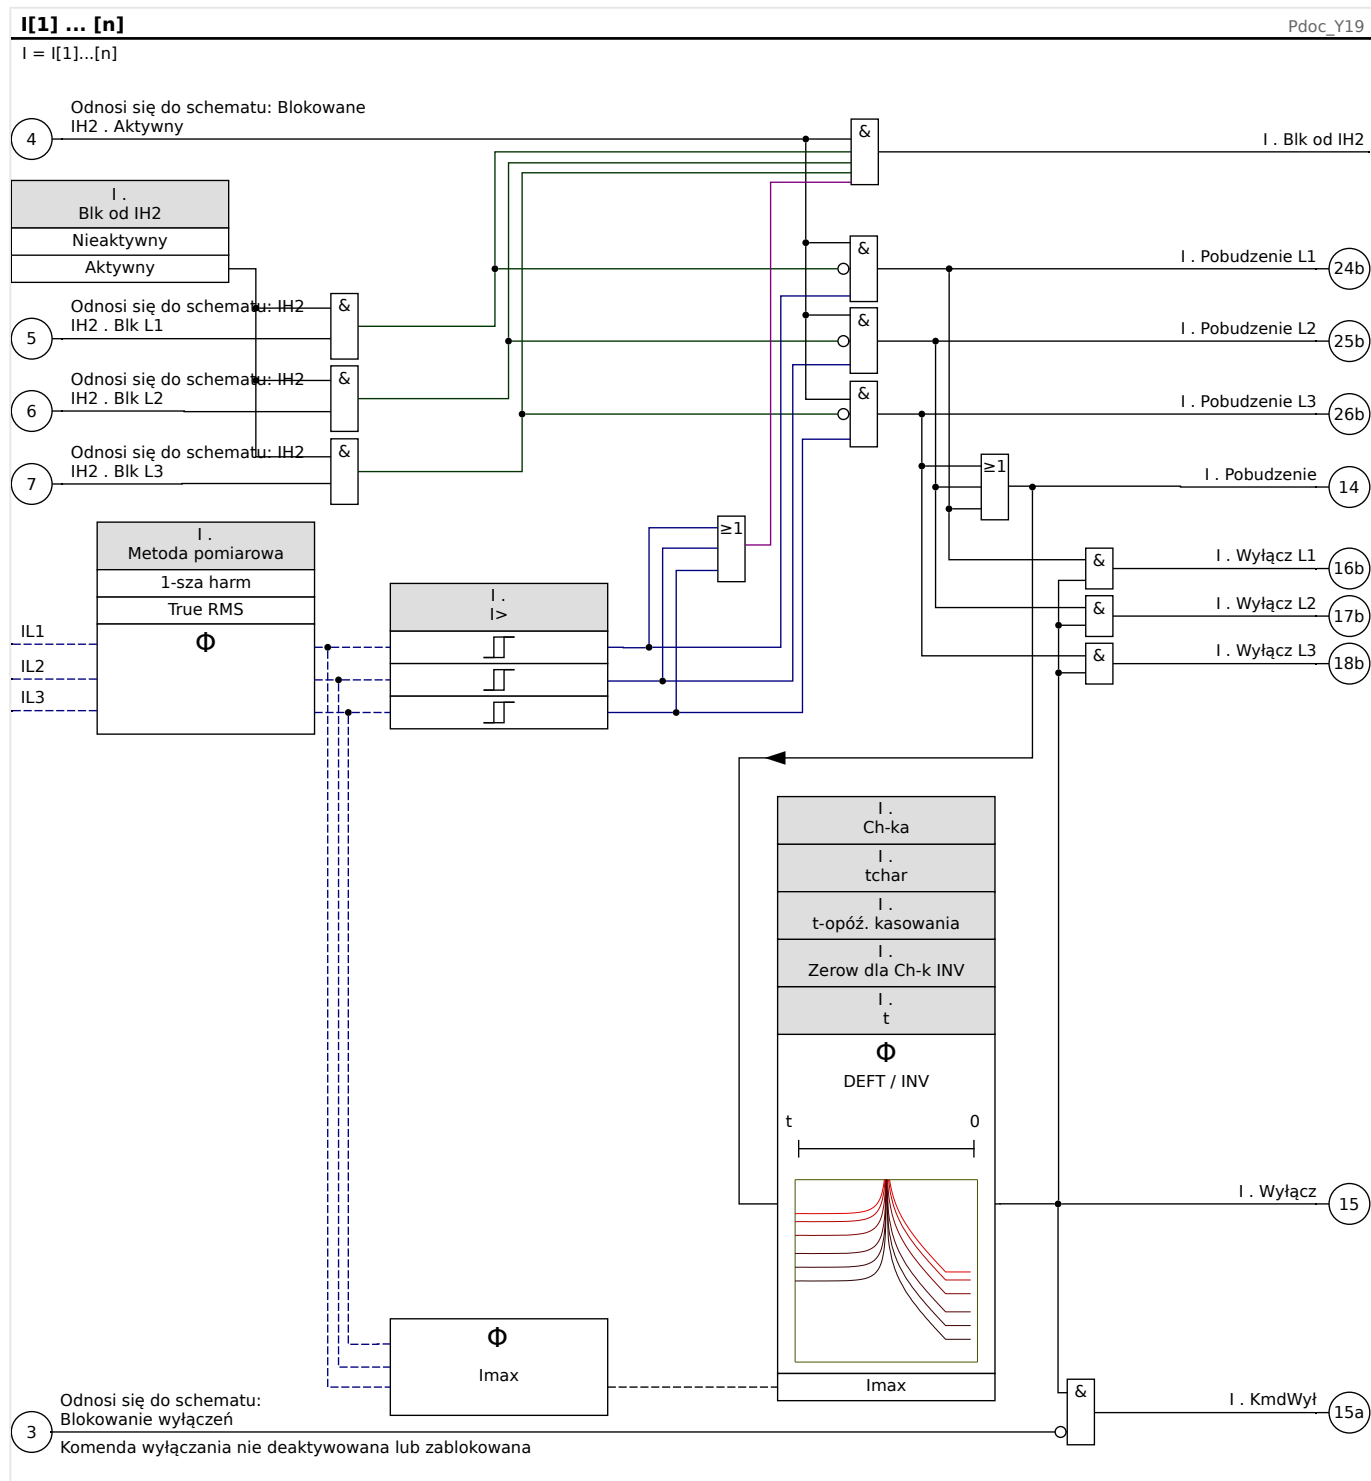 I[1] ... [n]
Pdoc_Y19
I = I[1]...[n]
Odnosi się do schematu: Blokowane
IH2 . Aktywny
4
&
I . Blk od IH2
I .
Blk od IH2
Nieaktywny
Aktywny
&
I . Pobudzenie L1
24b
Odnosi się do schematu: IH2
IH2 . Blk L1
5
&
&
I . Pobudzenie L2
25b
Odnosi się do schematu: IH2
IH2 . Blk L2
6
&
&
I . Pobudzenie L3
26b
Odnosi się do schematu: IH2
IH2 . Blk L3
7
&
≥1
I . Pobudzenie
14
I .
Metoda pomiarowa
1-sza harm
True RMS
Φ
IL1
IL2
IL3
≥1
I .
I>
&
I . Wyłącz L1
16b
&
I . Wyłącz L2
17b
&
I . Wyłącz L3
18b
I .
Ch-ka
I .
tchar
I .
t-opóź. kasowania
I .
Zerow dla Ch-k INV
I .
t
Φ
DEFT / INV
t 0
I . Wyłącz
15
Φ
Imax
Imax
&
I . KmdWył
15a
Odnosi się do schematu:
Blokowanie wyłączeń
3
Komenda wyłączania nie deaktywowana lub zablokowana